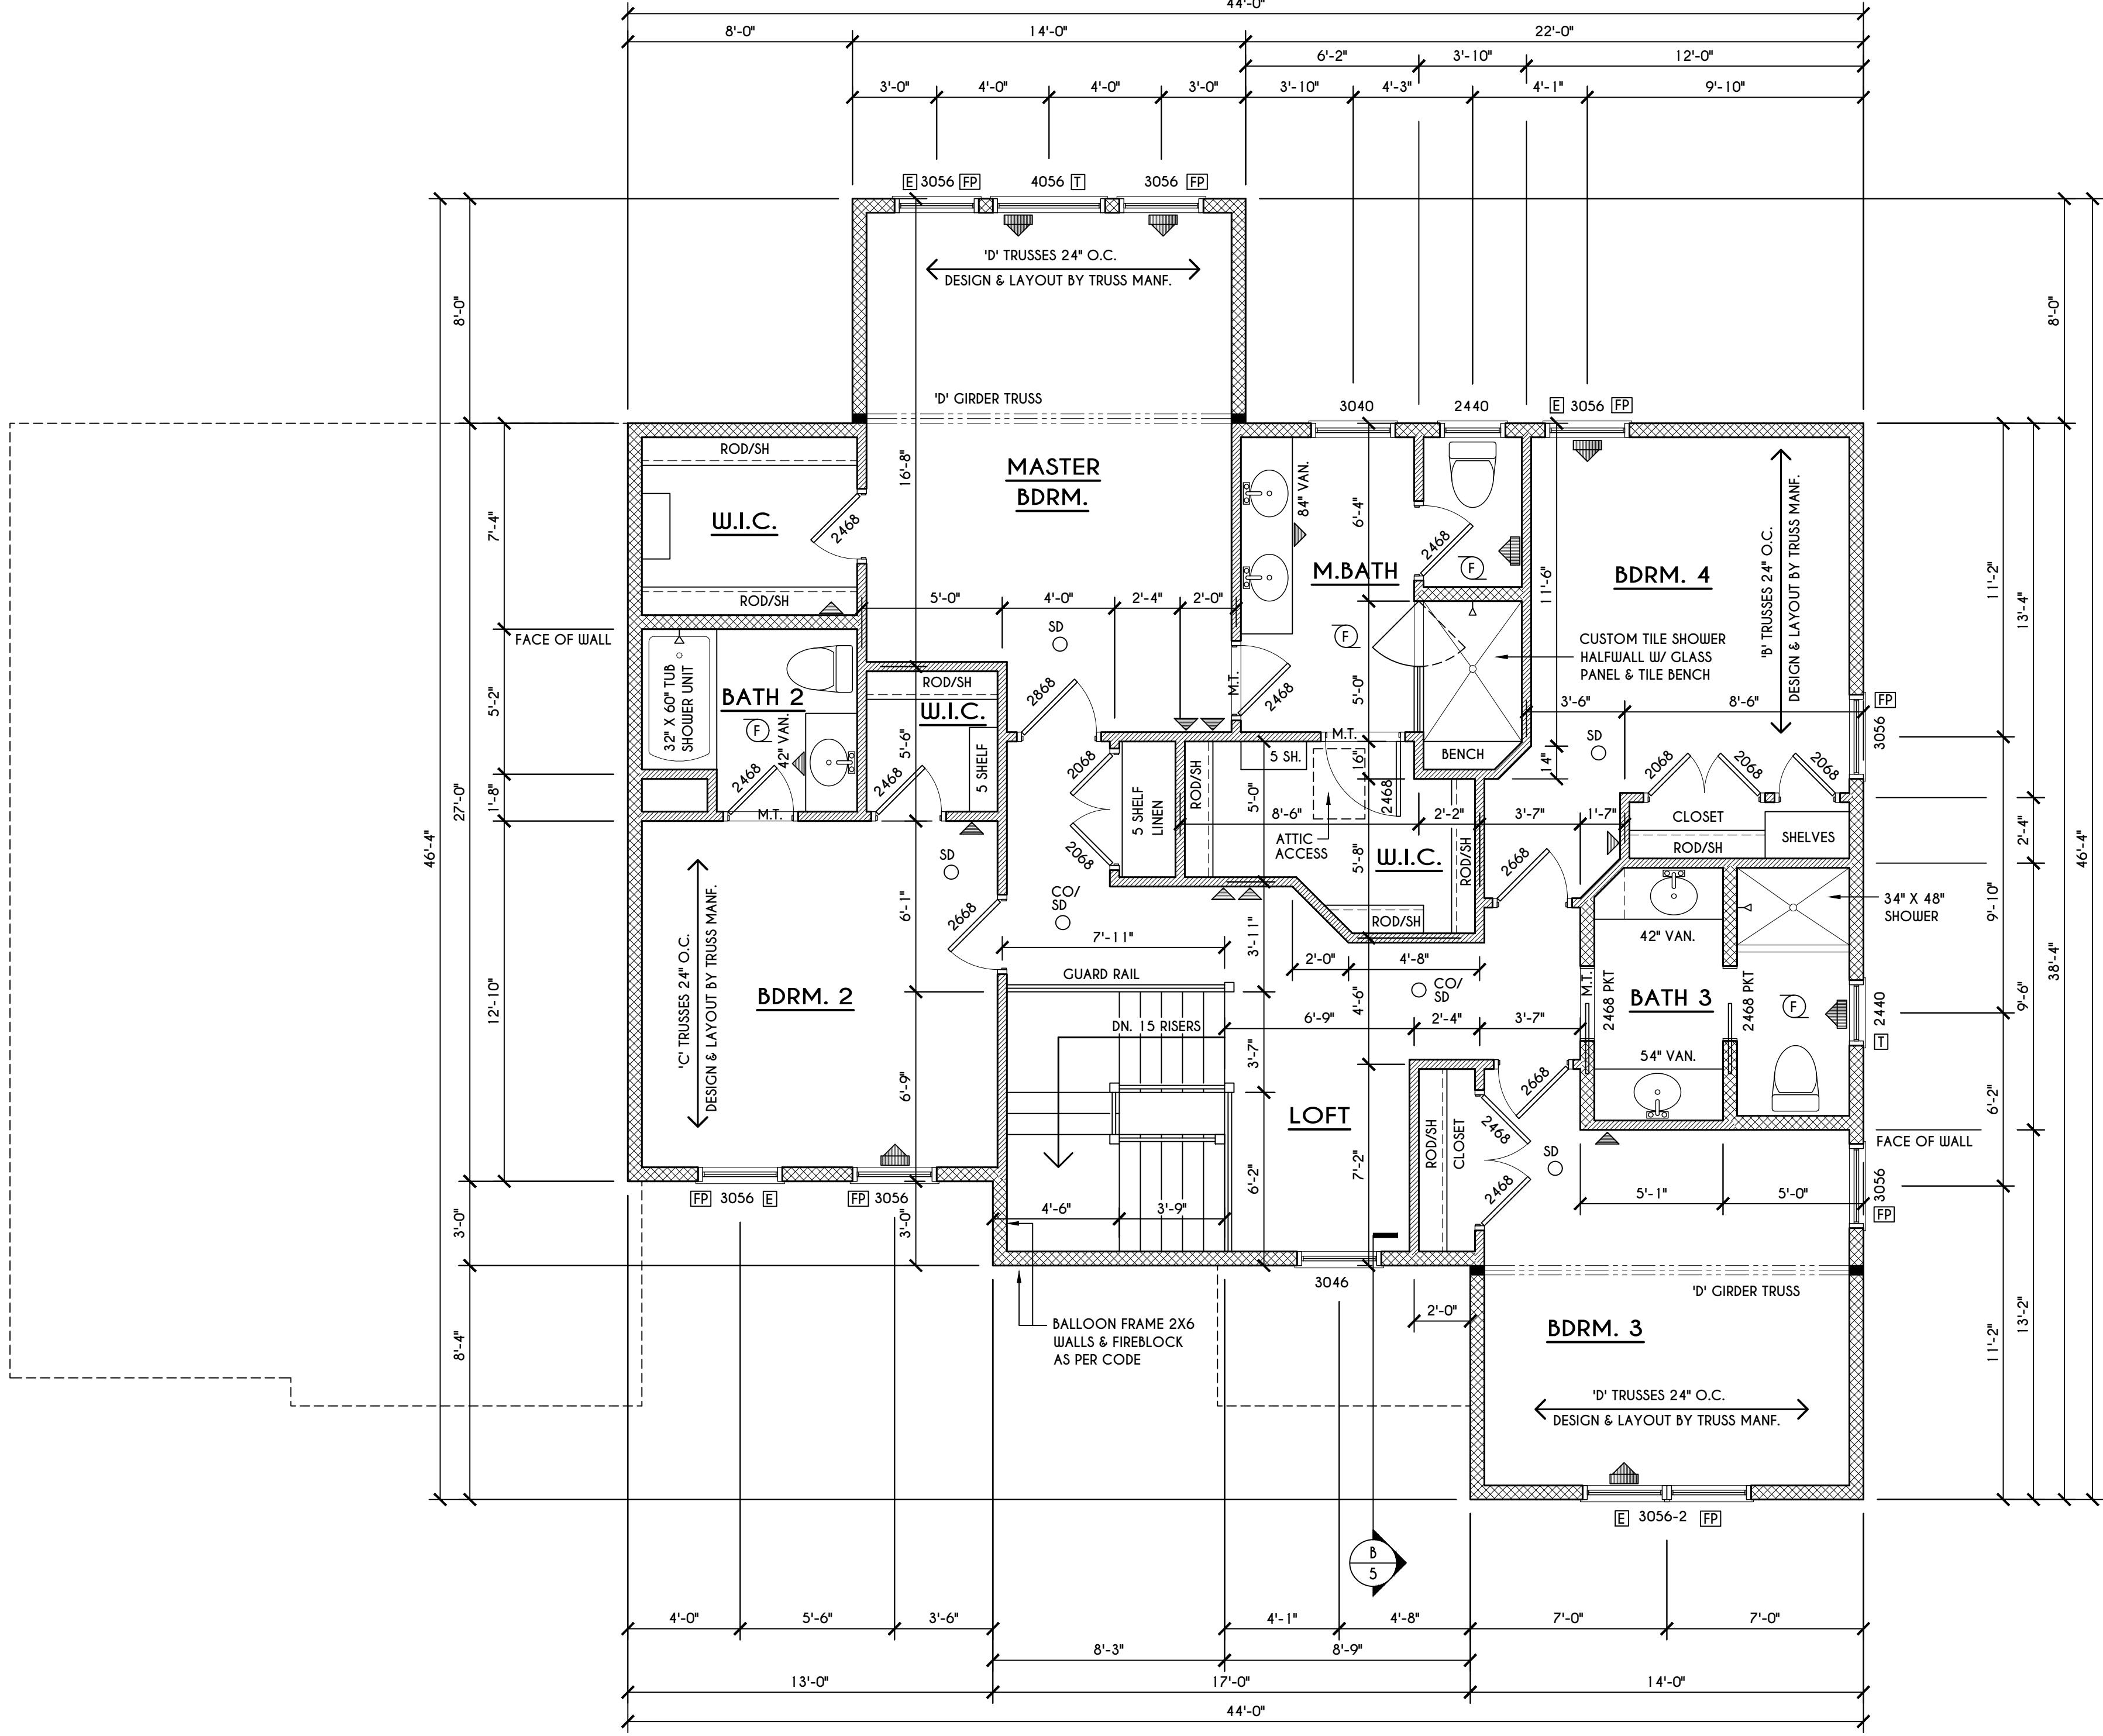 44'-0"
8'-0" 14'-0" 22'-0"
6'-2" 3'-10" 12'-0"
3'-0" 4'-0" 4'-0" 3'-0" 3'-10" 4'-3" 4'-1" 9'-10"
E 3056 FP 4056 T 3056 FP
'D' TRUSSES 24" O.C.
DESIGN & LAYOUT BY TRUSS MANF.
8'-0"
8'-0"
'D' GIRDER TRUSS
3040 2440 E 3056 FP
ROD/SH
16'-8"
MASTER
BDRM.
84" VAN.
W.I.C.
2468
7'-4"
6'-4"
2468
F
M.BATH
BDRM. 4
'B' TRUSSES 24" O.C.
DESIGN & LAYOUT BY TRUSS MANF.
11'-6"
11'-2"
13'-4"
ROD/SH
5'-0" 4'-0" 2'-4" 2'-0"
FACE OF WALL
SD
F
CUSTOM TILE SHOWER
HALFWALL W/ GLASS
PANEL & TILE BENCH
32" X 60" TUB
SHOWER UNIT
BATH 2
F
42" VAN.
2468
M.T.
5'-2"
1'-8"
ROD/SH
W.I.C.
5'-6"
5 SHELF
2468
2868
M.T.
2468
5'-0"
3'-6" 8'-6"
FP
3056
SD
BENCH
14"
M.T.
16"
5 SH.
2068
2068
5 SHELF
LINEN
ROD/SH
5'-0"
2468
2068
2068
2068
CLOSET
ROD/SH
SHELVES
8'-6" 2'-2" 3'-7" 1'-7"
ATTIC
ACCESS
5'-8"
W.I.C.
ROD/SH
ROD/SH
2668
2'-4"
27'-0"
46'-4"
46'-4"
38'-4"
SD
6'-1"
2668
CO/
SD
7'-11"
3'-11"
2'-0" 4'-8"
34" X 48"
SHOWER
9'-10"
42" VAN.
12'-10"
'C' TRUSSES 24" O.C.
DESIGN & LAYOUT BY TRUSS MANF.
BDRM. 2
GUARD RAIL
CO/
SD
4'-6"
M.T.
2468 PKT
BATH 3
2468 PKT
F
2440
T
9'-6"
DN. 15 RISERS
6'-9" 2'-4" 3'-7"
3'-7"
54" VAN.
6'-9"
2668
LOFT
6'-2"
7'-2"
ROD/SH
CLOSET
2468
2468
SD
6'-2"
FACE OF WALL
3056
FP
5'-1" 5'-0"
FP 3056 E FP 3056
4'-6" 3'-9"
3'-0"
3'-0"
3046
'D' GIRDER TRUSS
2'-0"
BALLOON FRAME 2X6
WALLS & FIREBLOCK
AS PER CODE
BDRM. 3
8'-4"
11'-2"
13'-2"
'D' TRUSSES 24" O.C.
DESIGN & LAYOUT BY TRUSS MANF.
E 3056-2 FP
B
5
4'-0" 5'-6" 3'-6" 4'-1" 4'-8" 7'-0" 7'-0"
8'-3" 8'-9"
13'-0" 17'-0" 14'-0"
44'-0"